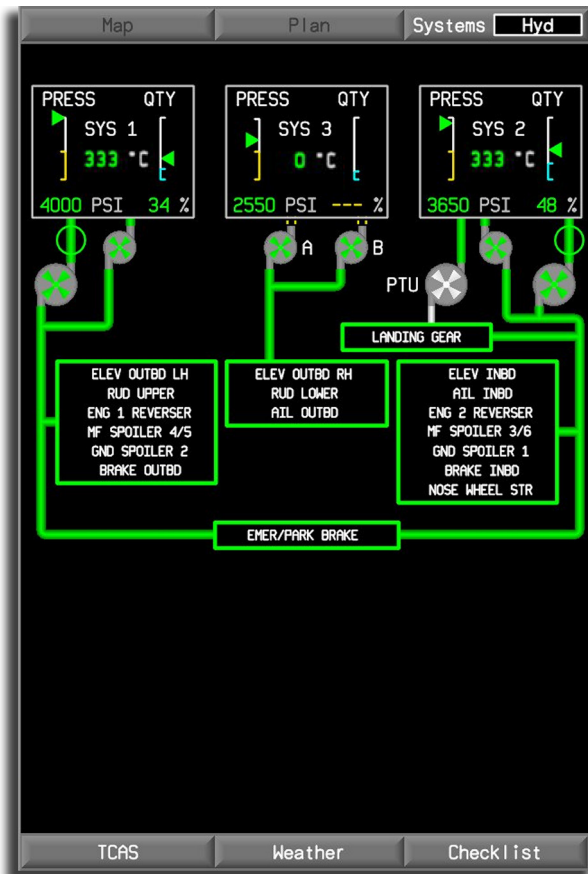 Map Plan Systems Hyd
PRESS QTY
SYS 1
333 °C
4000 PSI 34 %
PRESS QTY
SYS 3
0 °C
2550 PSI --- %
PRESS QTY
SYS 2
333 °C
3650 PSI 48 %
A B
PTU
LANDING GEAR
ELEV OUTBD LH
RUD UPPER
ENG 1 REVERSER
MF SPOILER 4/5
GND SPOILER 2
BRAKE OUTBD
ELEV OUTBD RH
RUD LOWER
AIL OUTBD
ELEV INBD
AIL INBD
ENG 2 REVERSER
MF SPOILER 3/6
GND SPOILER 1
BRAKE INBD
NOSE WHEEL STR
EMER/PARK BRAKE
TCAS Weather Checklist